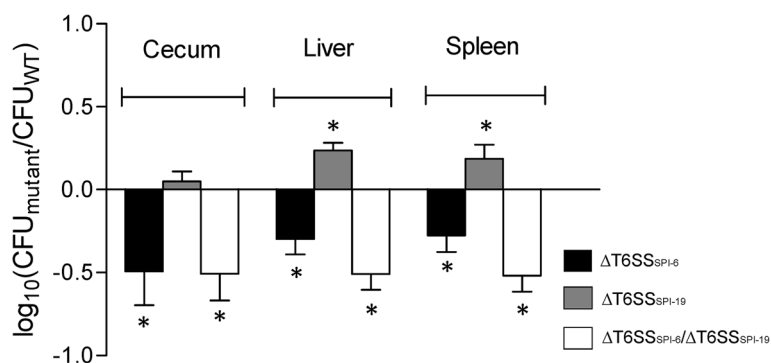 log10(CFUmutant/CFUWT)
1.0
0.5
0.0
-0.5
-1.0
Cecum
Liver
Spleen
*
*
*
*
*
*
*
*
ΔT6SSSPI-6
ΔT6SSSPI-19
ΔT6SSSPI-6/ΔT6SSSPI-19